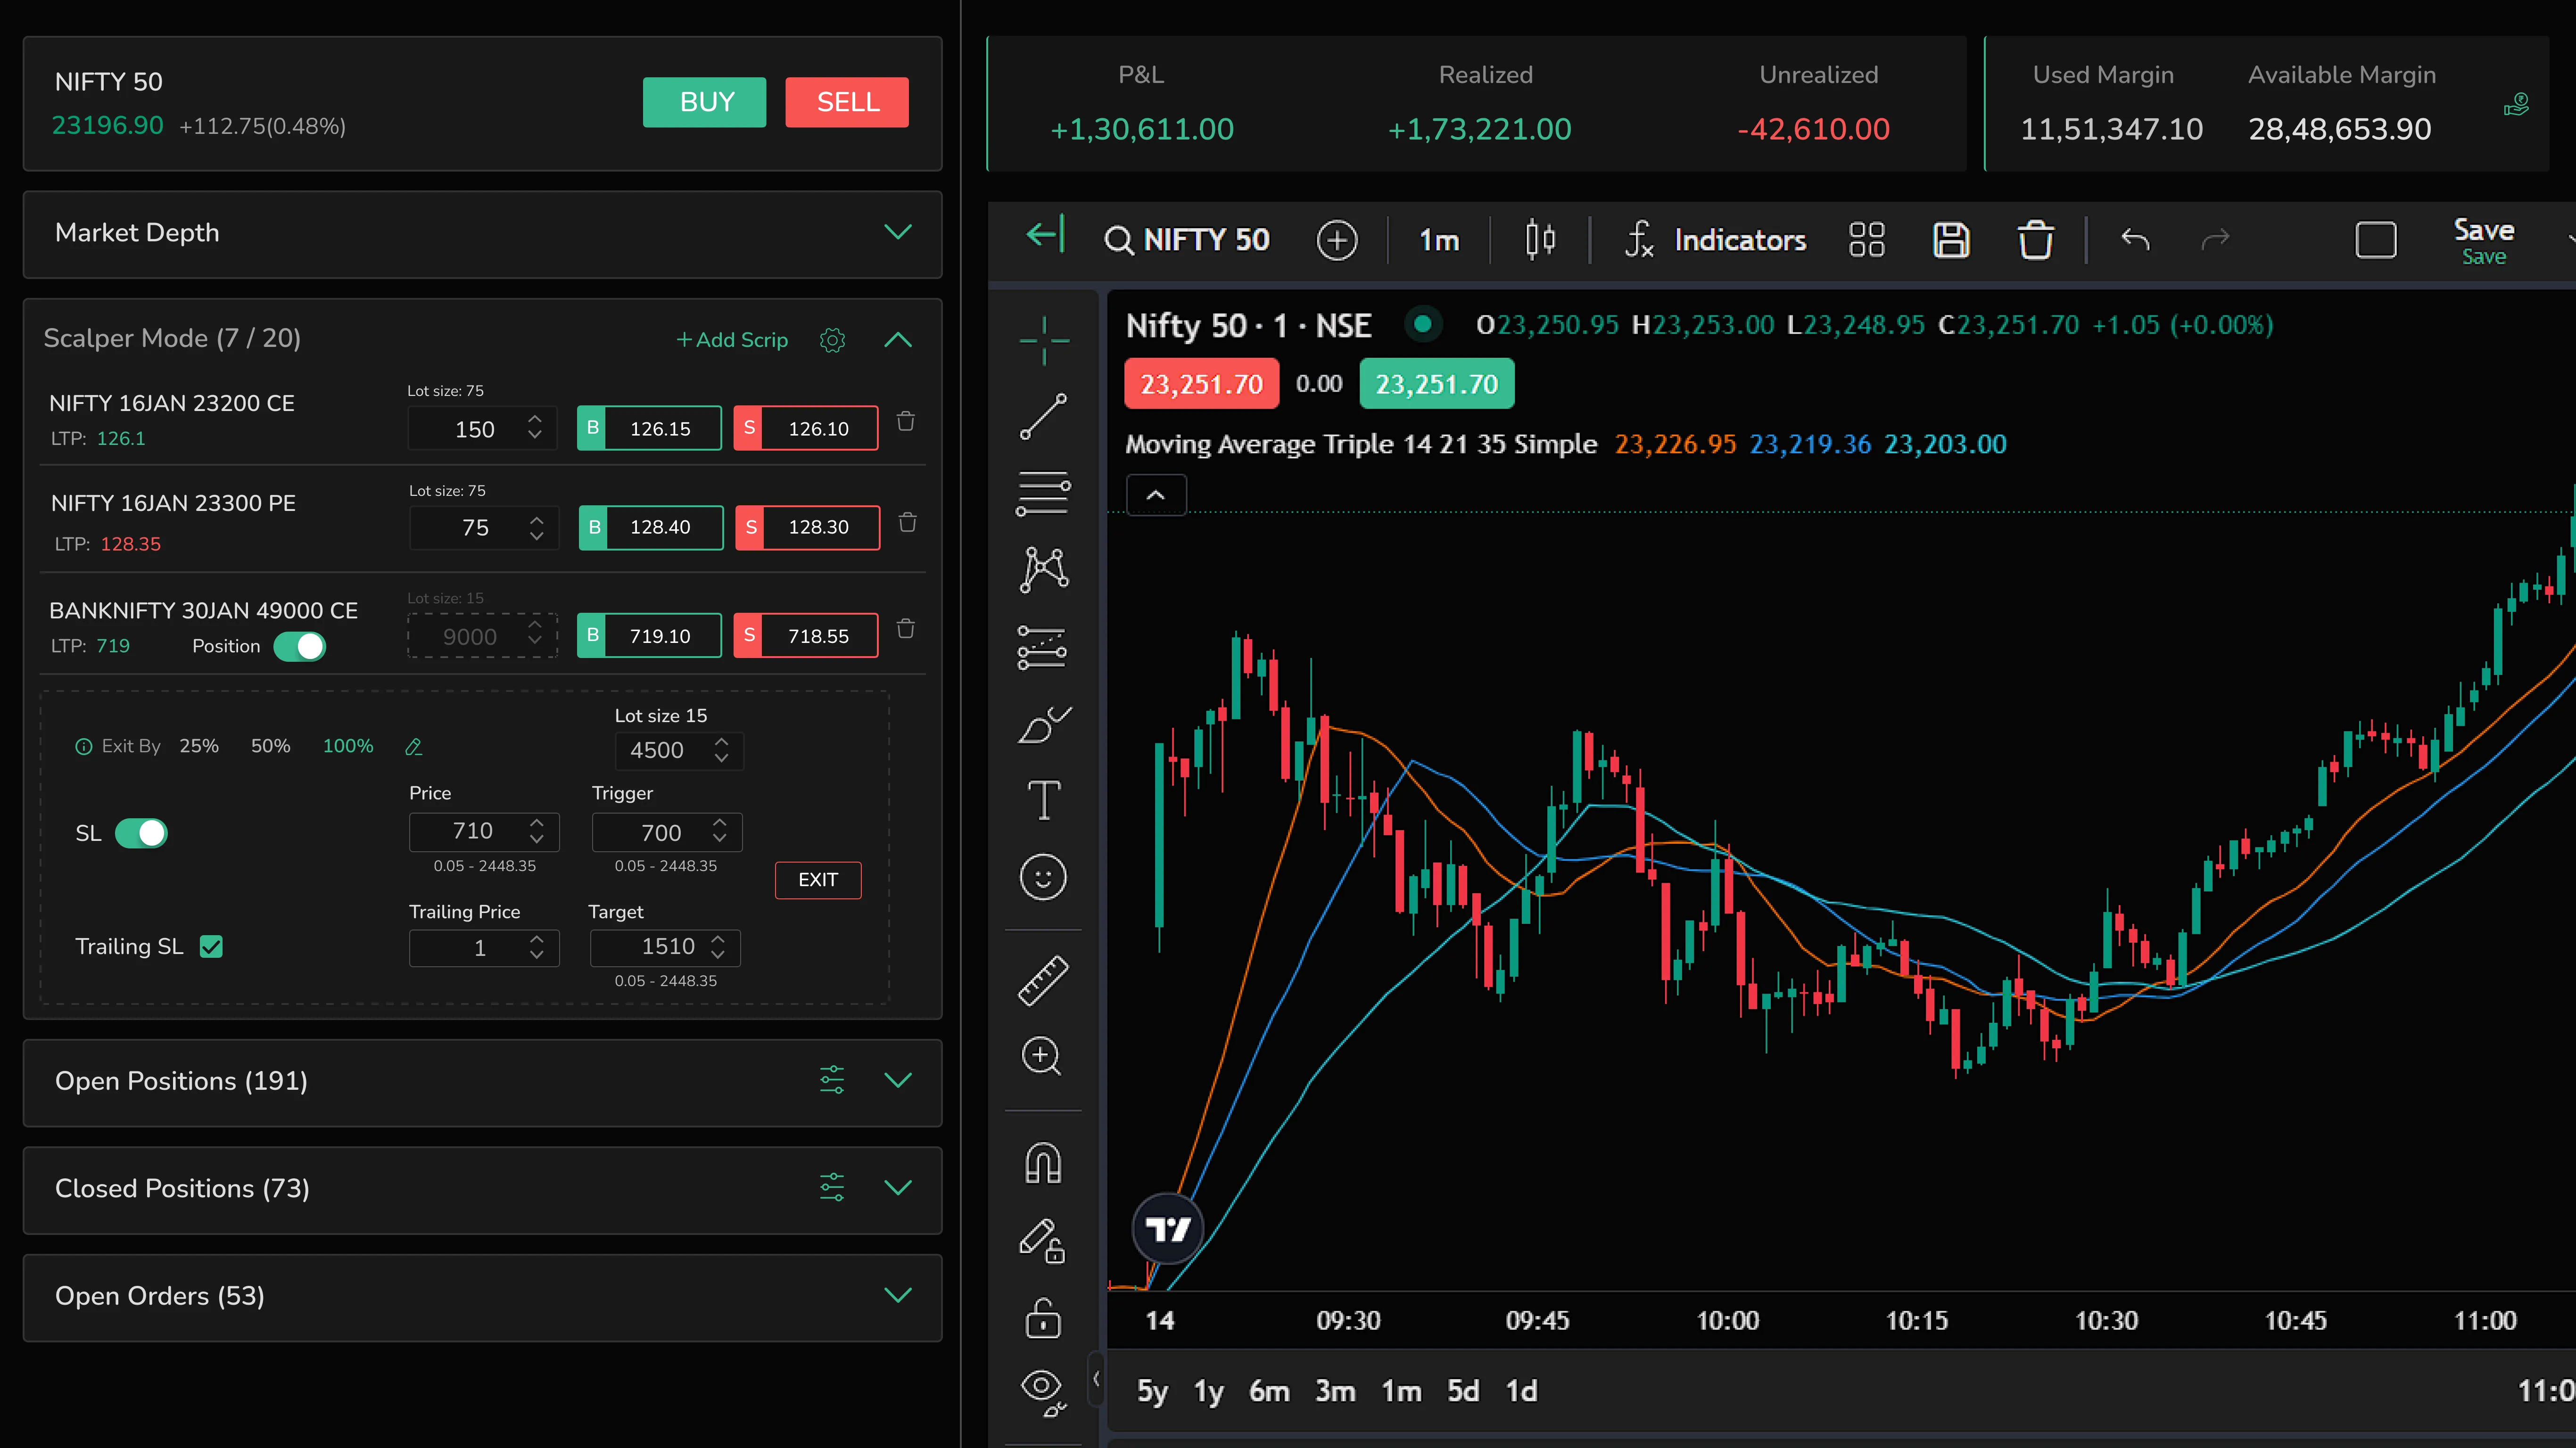 NIFTY 50
23196.90 +112.75(0.48%)
BUY
SELL
Market Depth
Scalper Mode (7 / 20)
+Add Scrip
NIFTY 16JAN 23200 CE
LTP: 126.1
Lot size: 75
150
B 126.15
S 126.10
NIFTY 16JAN 23300 PE
LTP: 128.35
Lot size: 75
75
B 128.40
S 128.30
BANKNIFTY 30JAN 49000 CE
LTP: 719 Position
Lot size: 15
9000
B 719.10
S 718.55
Exit By 25% 50% 100%
Lot size 15
4500
SL
Price
710
0.05 - 2448.35
Trigger
700
0.05 - 2448.35
EXIT
Trailing SL
Trailing Price
1
Target
1510
0.05 - 2448.35
Open Positions (191)
Closed Positions (73)
Open Orders (53)
P&L
+1,30,611.00
Realized
+1,73,221.00
Unrealized
-42,610.00
Used Margin
11,51,347.10
Available Margin
28,48,653.90
NIFTY 50
1m
Indicators
Save
Save
Nifty 50 · 1 · NSE O23,250.95 H23,253.00 L23,248.95 C23,251.70 +1.05 (+0.00%)
23,251.70 0.00 23,251.70
Moving Average Triple 14 21 35 Simple 23,226.95 23,219.36 23,203.00
14 09:30 09:45 10:00 10:15 10:30 10:45 11:00
5y 1y 6m 3m 1m 5d 1d
11:0